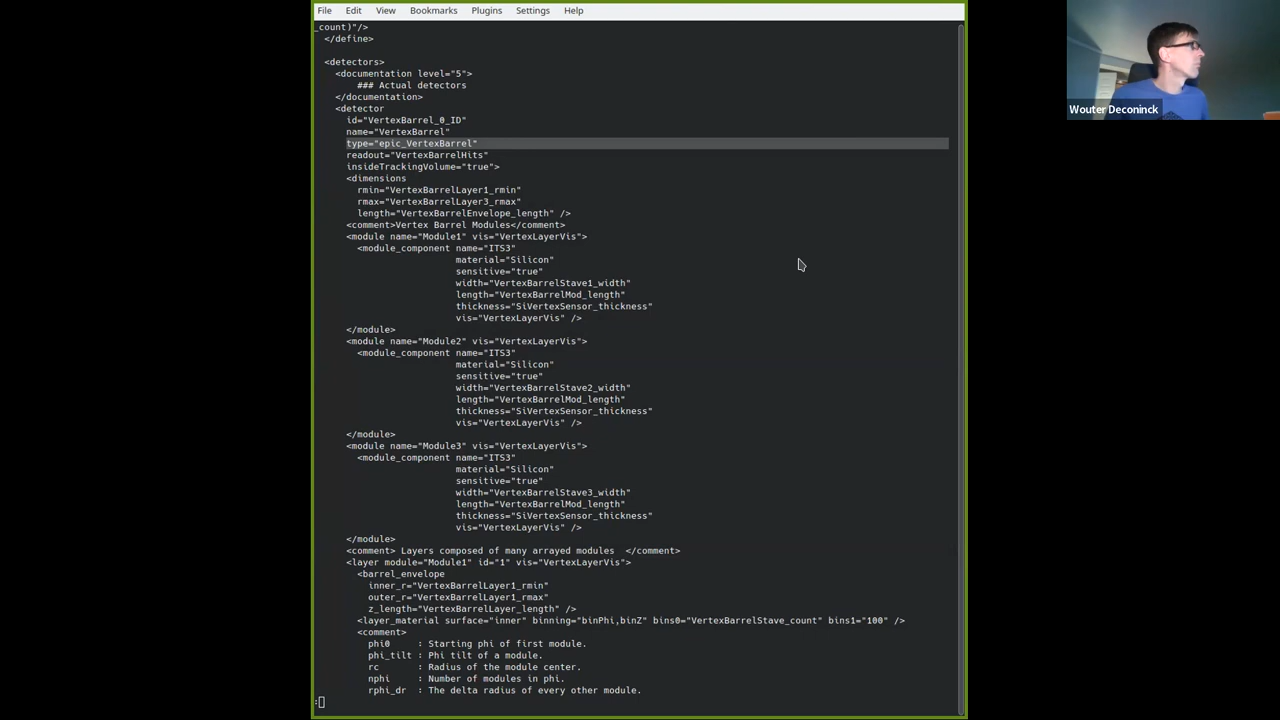 File Edit View Bookmarks Plugins Settings Help
_count)"/>
</define>
<detectors>
<documentation level="5">
### Actual detectors
</documentation>
<detector
id="VertexBarrel_0_ID"
name="VertexBarrel"
type="epic_VertexBarrel"
readout="VertexBarrelHits"
insideTrackingVolume="true">
<dimensions
rmin="VertexBarrelLayer1_rmin"
rmax="VertexBarrelLayer3_rmax"
length="VertexBarrelEnvelope_length" />
<comment>Vertex Barrel Modules</comment>
<module name="Module1" vis="VertexLayerVis">
<module_component name="ITS3"
material="Silicon"
sensitive="true"
width="VertexBarrelStave1_width"
length="VertexBarrelMod_length"
thickness="SiVertexSensor_thickness"
vis="VertexLayerVis" />
</module>
<module name="Module2" vis="VertexLayerVis">
<module_component name="ITS3"
material="Silicon"
sensitive="true"
width="VertexBarrelStave2_width"
length="VertexBarrelMod_length"
thickness="SiVertexSensor_thickness"
vis="VertexLayerVis" />
</module>
<module name="Module3" vis="VertexLayerVis">
<module_component name="ITS3"
material="Silicon"
sensitive="true"
width="VertexBarrelStave3_width"
length="VertexBarrelMod_length"
thickness="SiVertexSensor_thickness"
vis="VertexLayerVis" />
</module>
<comment> Layers composed of many arrayed modules  </comment>
<layer module="Module1" id="1" vis="VertexLayerVis">
<barrel_envelope
inner_r="VertexBarrelLayer1_rmin"
outer_r="VertexBarrelLayer1_rmax"
z_length="VertexBarrelLayer_length" />
<layer_material surface="inner" binning="binPhi,binZ" bins0="VertexBarrelStave_count" bins1="100" />
<comment>
phi0     : Starting phi of first module.
phi_tilt : Phi tilt of a module.
rc       : Radius of the module center.
nphi     : Number of modules in phi.
rphi_dr  : The delta radius of every other module.
:
Wouter Deconinck